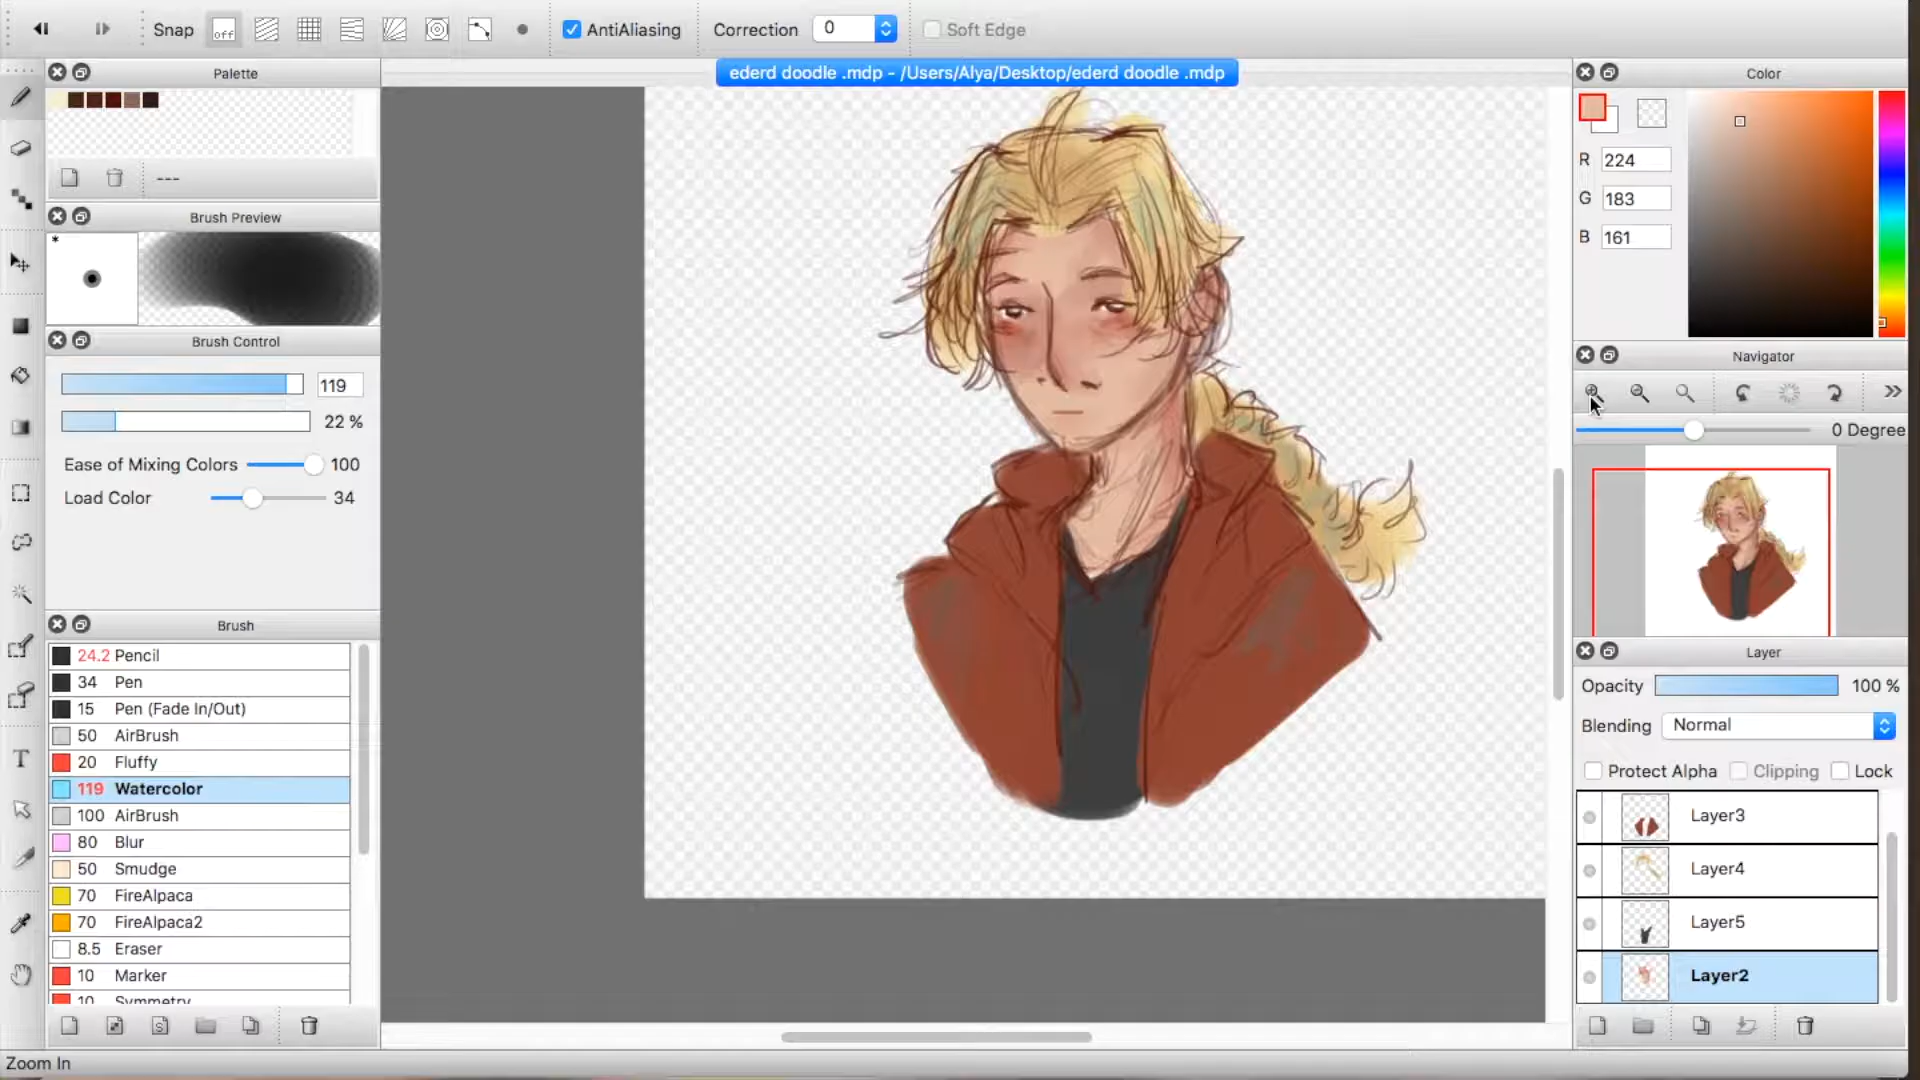 Snap off AntiAliasing Correction 0 Soft Edge
Palette
ederd doodle .mdp - /Users/Alya/Desktop/ederd doodle .mdp
Color
---
R 224
G 183
B 161
Brush Preview
*
Brush Control
119
22 %
Ease of Mixing Colors 100
Load Color 34
Navigator
0 Degree
Brush
24.2 Pencil
34 Pen
15 Pen (Fade In/Out)
50 AirBrush
20 Fluffy
119 Watercolor
100 AirBrush
80 Blur
50 Smudge
70 FireAlpaca
70 FireAlpaca2
8.5 Eraser
10 Marker
10 Symmetry
T
S
Layer
Opacity 100 %
Blending Normal
Protect Alpha Clipping Lock
Layer3
Layer4
Layer5
Layer2
Zoom In